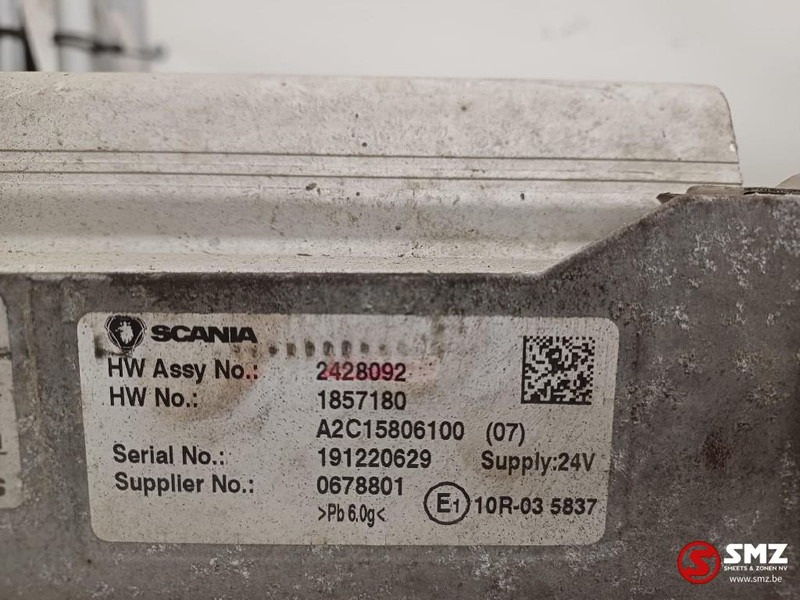 SCANIA
HW Assy No.: 2428092
HW No.: 1857180
A2C15806100 (07)
Serial No.: 191220629 Supply:24V
Supplier No.: 0678801
>Pb 6.0g< E1 10R-03 5837
SMZ
SMEETS & ZONEN NV
www.smz.be